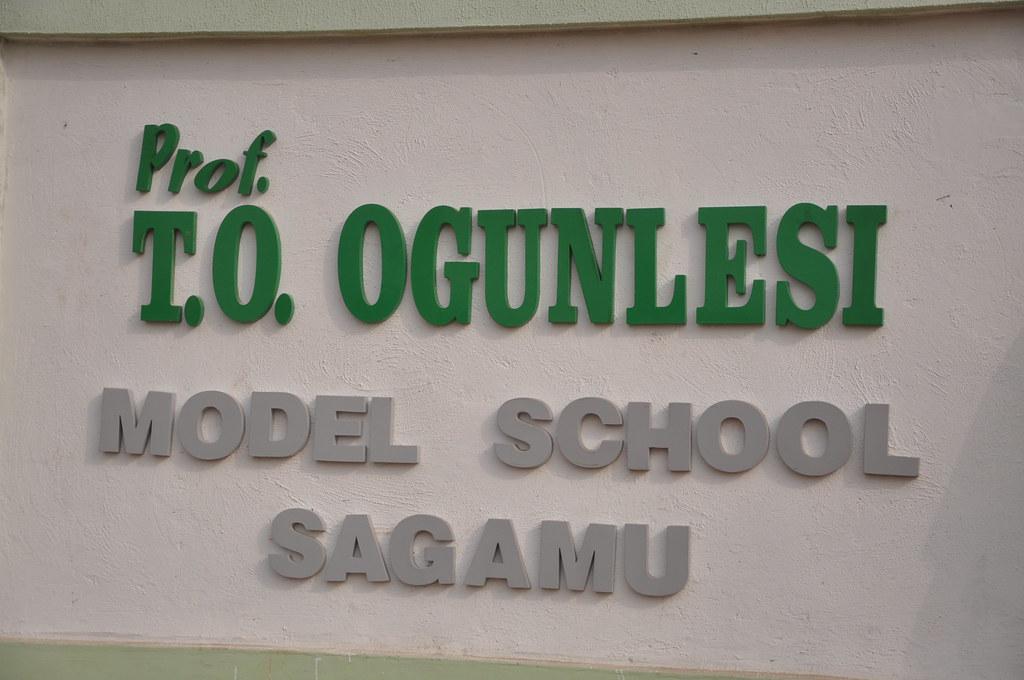 Prof.
T.O. OGUNLESI
MODEL SCHOOL
SAGAMU